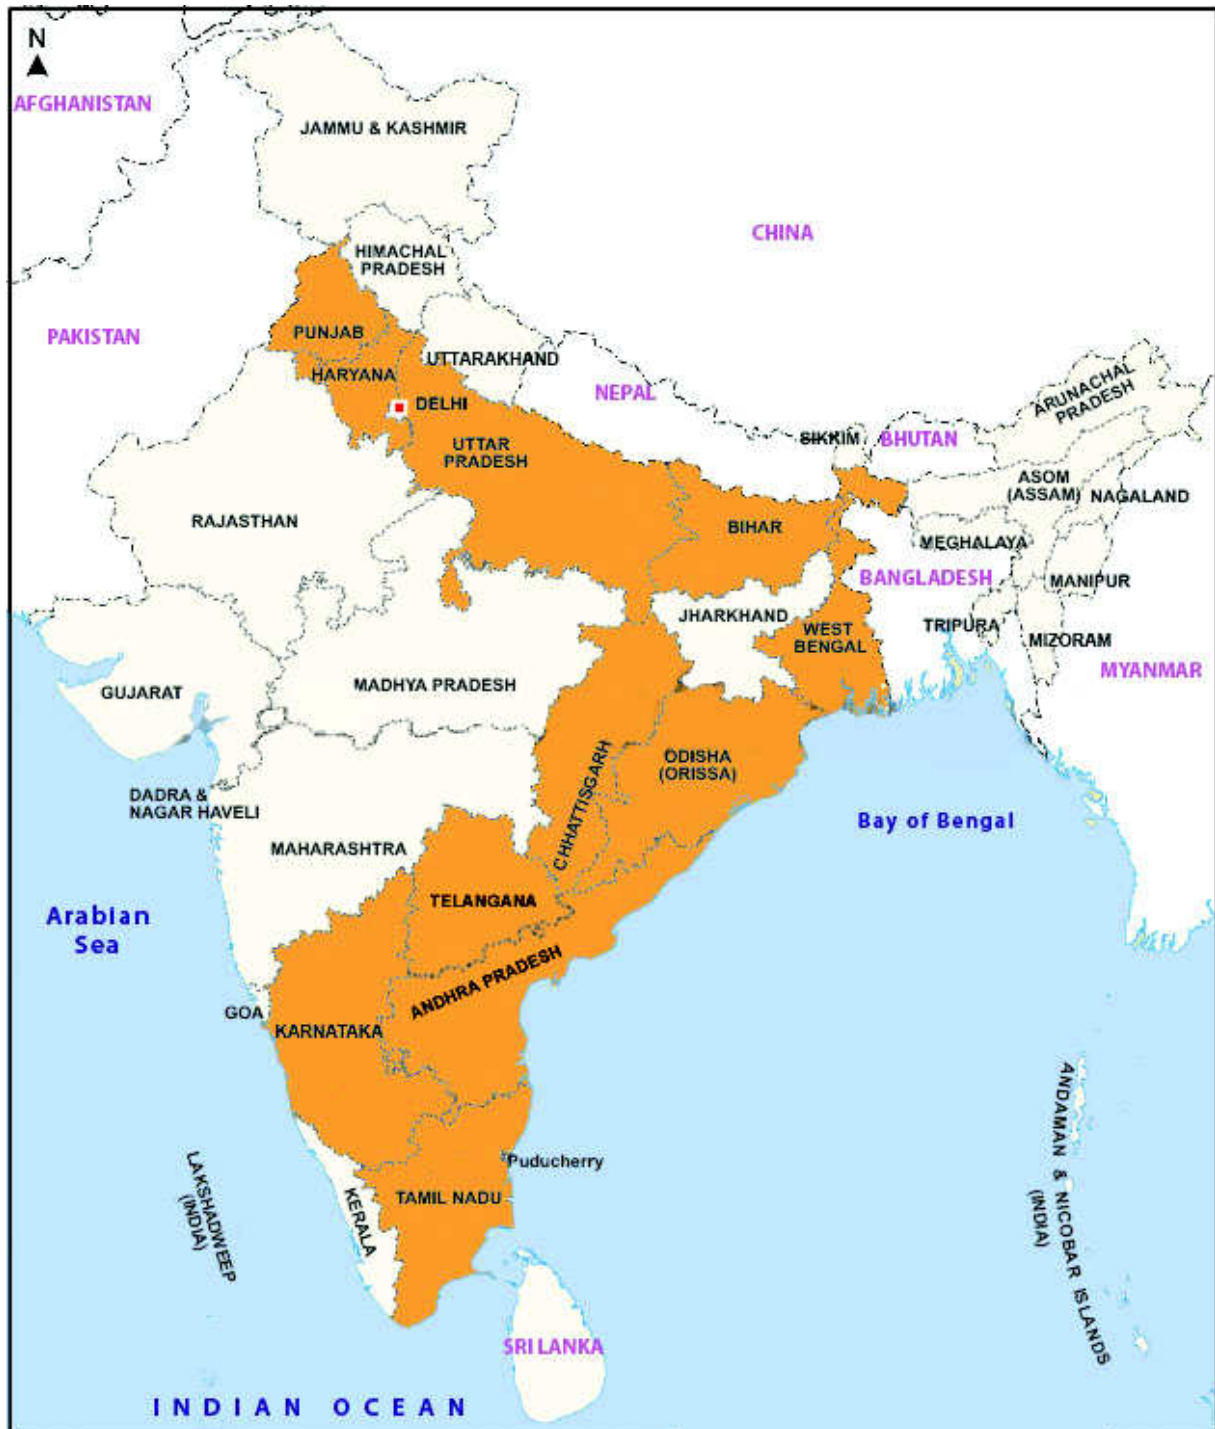 N
AFGHANISTAN
JAMMU & KASHMIR
CHINA
HIMACHAL
PRADESH
PAKISTAN
PUNJAB
UTTARAKHAND
HARYANA
NEPAL
DELHI
ARUNACHAL
PRADESH
SIKKIM
BHUTAN
UTTAR
PRADESH
ASOM
(ASSAM)
NAGALAND
RAJASTHAN
BIHAR
MEGHALAYA
BANGLADESH
MANIPUR
JHARKHAND
WEST
BENGAL
TRIPURA
MIZORAM
MYANMAR
GUJARAT
MADHYA PRADESH
ODISHA
(ORISSA)
CHHATTISGARH
DADRA &
NAGAR HAVELI
Bay of Bengal
MAHARASHTRA
TELANGANA
Arabian
Sea
ANDHRA PRADESH
GOA
KARNATAKA
Puducherry
LAKSHADWEEP
(INDIA)
KERALA
TAMIL NADU
ANDAMAN & NICOBAR ISLANDS
(INDIA)
SRI LANKA
INDIAN OCEAN